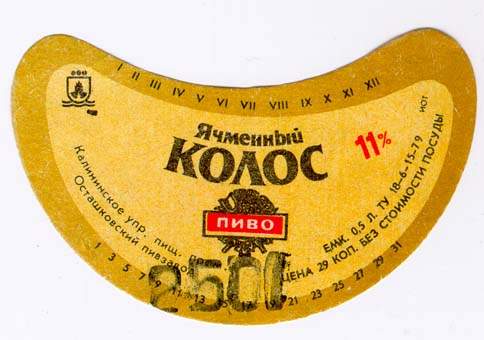 I II III IV V VI VII VIII IX X XI XII
Ячменный
КОЛОС
11%
ПИВО
Калининское упр. пищ.
Осташковский пивзавод
ЕМК. 0,5 Л. ТУ 18-6-15-79
ЦЕНА 29 КОП. БЕЗ СТОИМОСТИ ПОСУДЫ
1 3 5 7 9 11 13 15 17 19 21 23 25 27 29 31